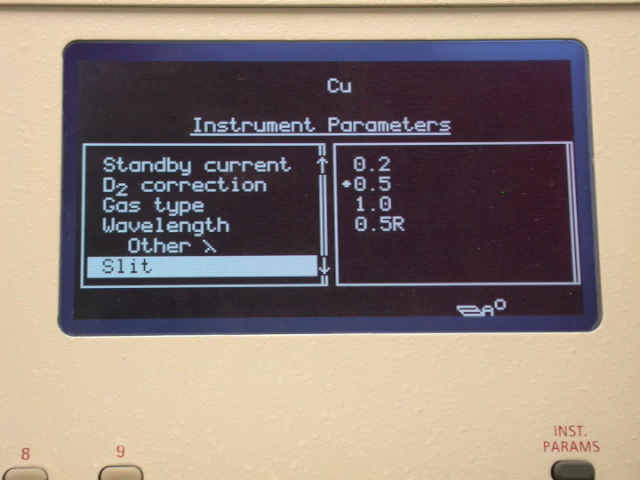 Cu
Instrument Parameters
Standby current
D₂ correction
Gas type
Wavelength
Other λ
Slit
0.2
•0.5
1.0
0.5R
8
9
INST.
PARAMS